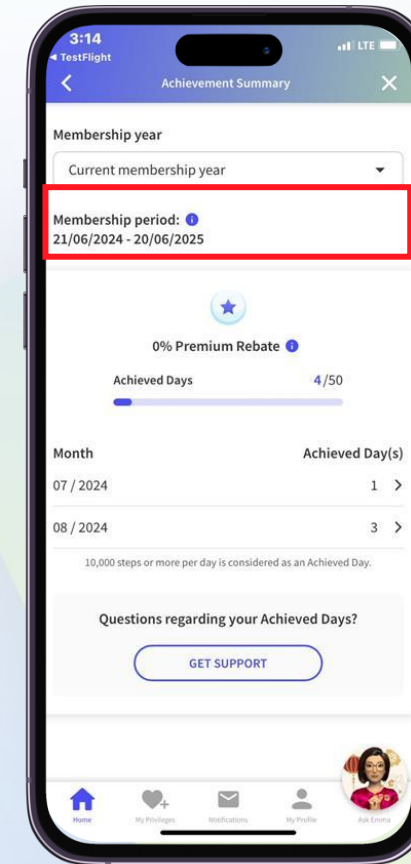 3:14
LTE
TestFlight
Achievement Summary
Membership year
Current membership year
Membership period:
21/06/2024 - 20/06/2025
0% Premium Rebate
Achieved Days 4/50
Month Achieved Day(s)
07 / 2024 1
08 / 2024 3
10,000 steps or more per day is considered as an Achieved Day.
Questions regarding your Achieved Days?
GET SUPPORT
Home My Privileges Notifications My Profile Ask Emma